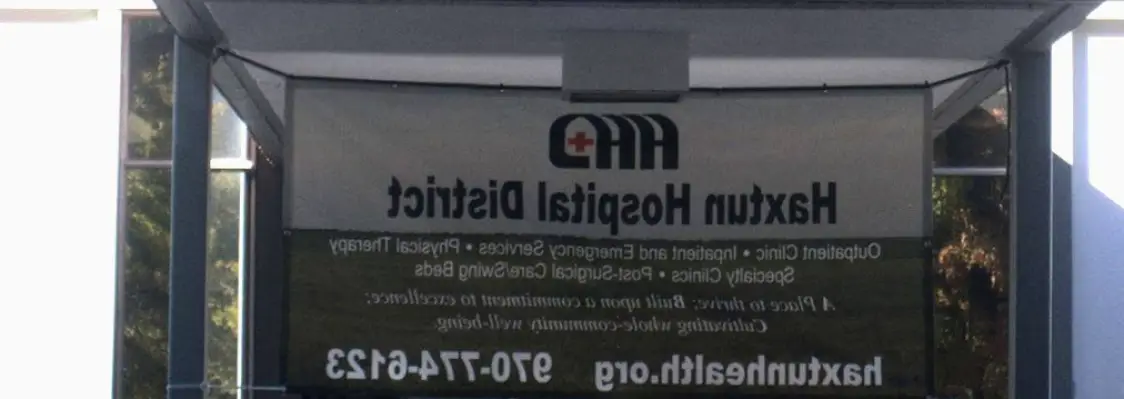 HHD
Haxtun Hospital District
Outpatient Clinic • Inpatient and Emergency Services • Physical Therapy
Specialty Clinics • Post-Surgical Care/Swing Beds
A Place to thrive; Built upon a commitment to excellence;
Cultivating whole-community well-being.
haxtunhealth.org 970-774-6123